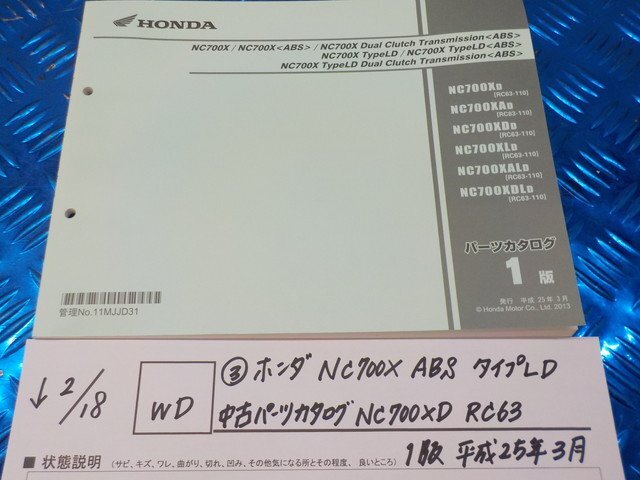 HONDA
NC700X / NC700X<ABS> / NC700X Dual Clutch Transmission<ABS>
NC700X TypeLD / NC700X TypeLD<ABS>
NC700X TypeLD Dual Clutch Transmission<ABS>
NC700XD
[RC63-110]
NC700XAD
[RC63-110]
NC700XDD
[RC63-110]
NC700XLD
[RC63-110]
NC700XALD
[RC63-110]
NC700XDLD
[RC63-110]
パーツカタログ
1 版
発行 平成 25 年 3 月
© Honda Motor Co., Ltd. 2013
管理No.11MJJD31
↓ 2/18
WD
③ ホンダ NC700X ABS タイプLD
中古パーツカタログ NC700XD RC63
1版 平成25年3月
■ 状態説明 (サビ、キズ、ワレ、曲がり、切れ、凹み、その他気になる所とその程度、良いところ)